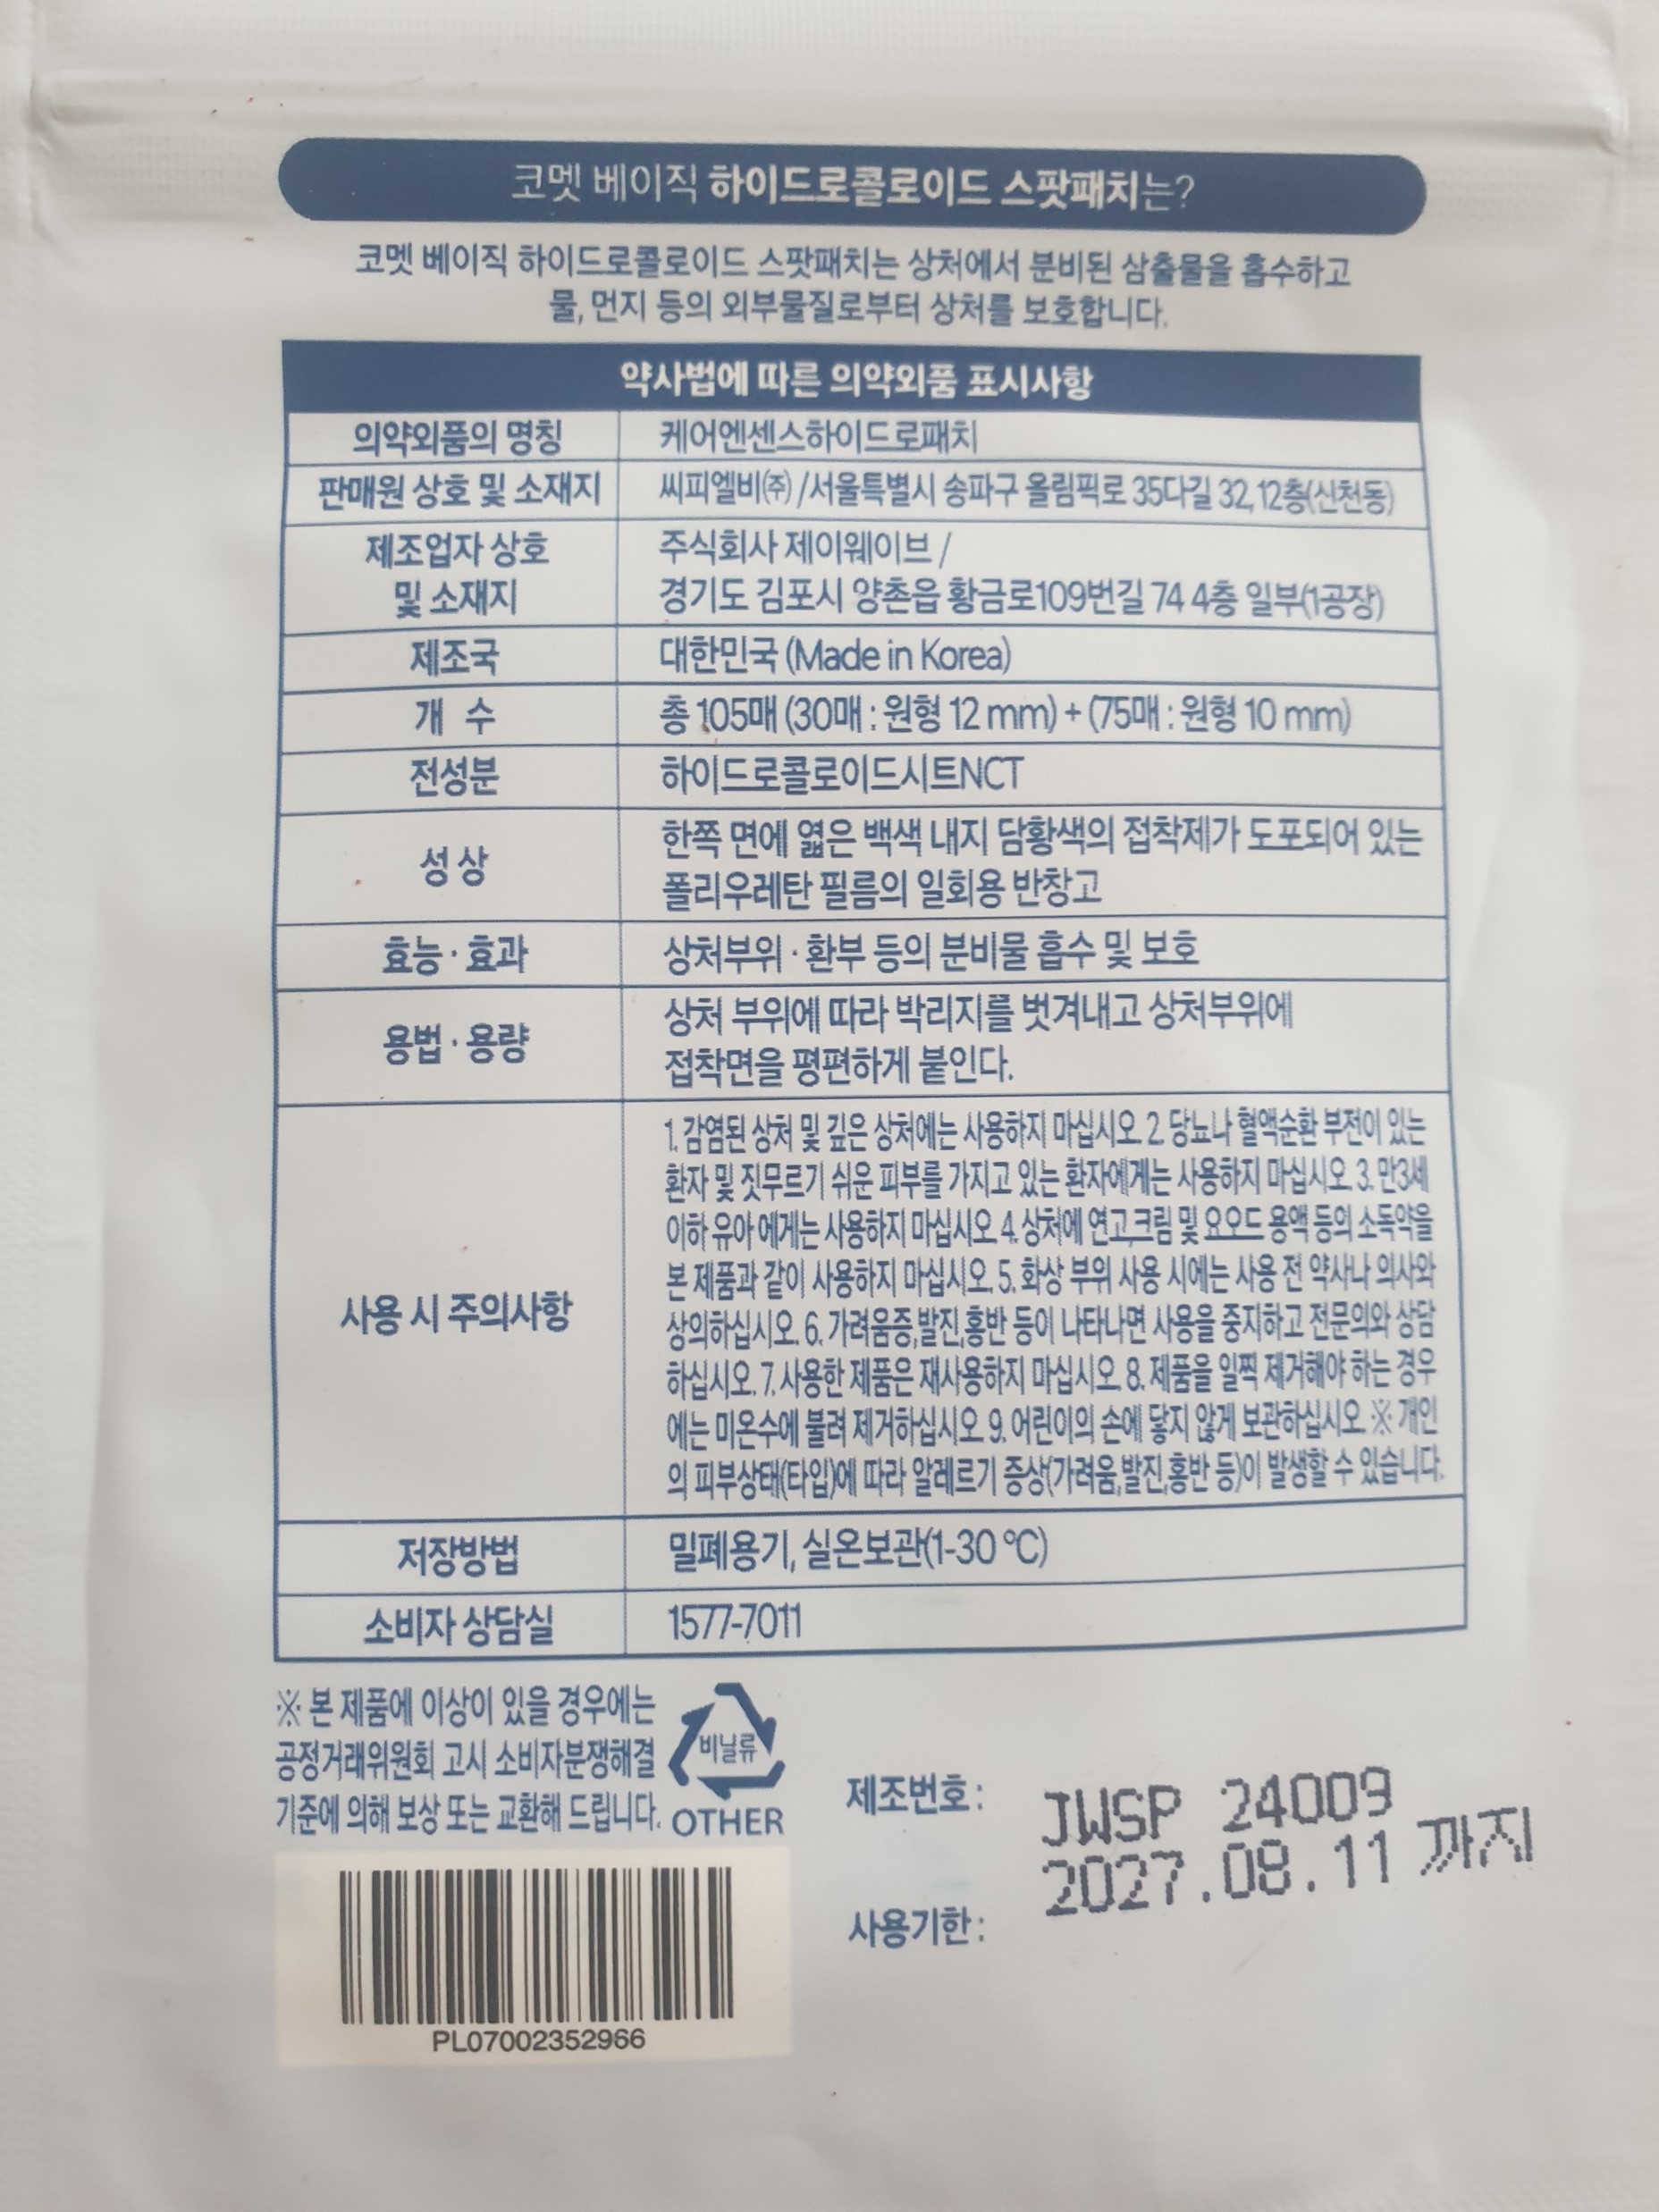 코멧 베이직 하이드로콜로이드 스팟패치는?
코멧 베이직 하이드로콜로이드 스팟패치는 상처에서 분비된 삼출물을 흡수하고
물, 먼지 등의 외부물질로부터 상처를 보호합니다.
약사법에 따른 의약외품 표시사항
의약외품의 명칭 케어엔센스하이드로패치
판매원 상호 및 소재지 씨피엘비㈜ /서울특별시 송파구 올림픽로 35다길 32, 12층(신천동)
제조업자 상호 주식회사 제이웨이브 /
및 소재지 경기도 김포시 양촌읍 황금로109번길 74 4층 일부(1공장)
제조국 대한민국 (Made in Korea)
개 수 총 105매 (30매 : 원형 12 mm) + (75매 : 원형 10 mm)
전성분 하이드로콜로이드시트NCT
성상 한쪽 면에 엷은 백색 내지 담황색의 접착제가 도포되어 있는
폴리우레탄 필름의 일회용 반창고
효능 · 효과 상처부위 · 환부 등의 분비물 흡수 및 보호
용법 · 용량 상처 부위에 따라 박리지를 벗겨내고 상처부위에
접착면을 평편하게 붙인다.
사용 시 주의사항
1. 감염된 상처 및 깊은 상처에는 사용하지 마십시오. 2. 당뇨나 혈액순환 부전이 있는
환자 및 짓무르기 쉬운 피부를 가지고 있는 환자에게는 사용하지 마십시오. 3. 만3세
이하 유아 에게는 사용하지 마십시오. 4. 상처에 연고,크림 및 요오드 용액 등의 소독약을
본 제품과 같이 사용하지 마십시오. 5. 화상 부위 사용 시에는 사용 전 약사나 의사와
상의하십시오. 6. 가려움증,발진,홍반 등이 나타나면 사용을 중지하고 전문의와 상담
하십시오. 7. 사용한 제품은 재사용하지 마십시오. 8. 제품을 일찍 제거해야 하는 경우
에는 미온수에 불려 제거하십시오. 9. 어린이의 손에 닿지 않게 보관하십시오. ※ 개인
의 피부상태(타입)에 따라 알레르기 증상(가려움,발진,홍반 등)이 발생할 수 있습니다.
저장방법 밀폐용기, 실온보관(1-30 ℃)
소비자 상담실 1577-7011
※ 본 제품에 이상이 있을 경우에는
공정거래위원회 고시 소비자분쟁해결
기준에 의해 보상 또는 교환해 드립니다.
비닐류
OTHER
제조번호 : JWSP 24009
사용기한 : 2027.08.11 까지
PL07002352966